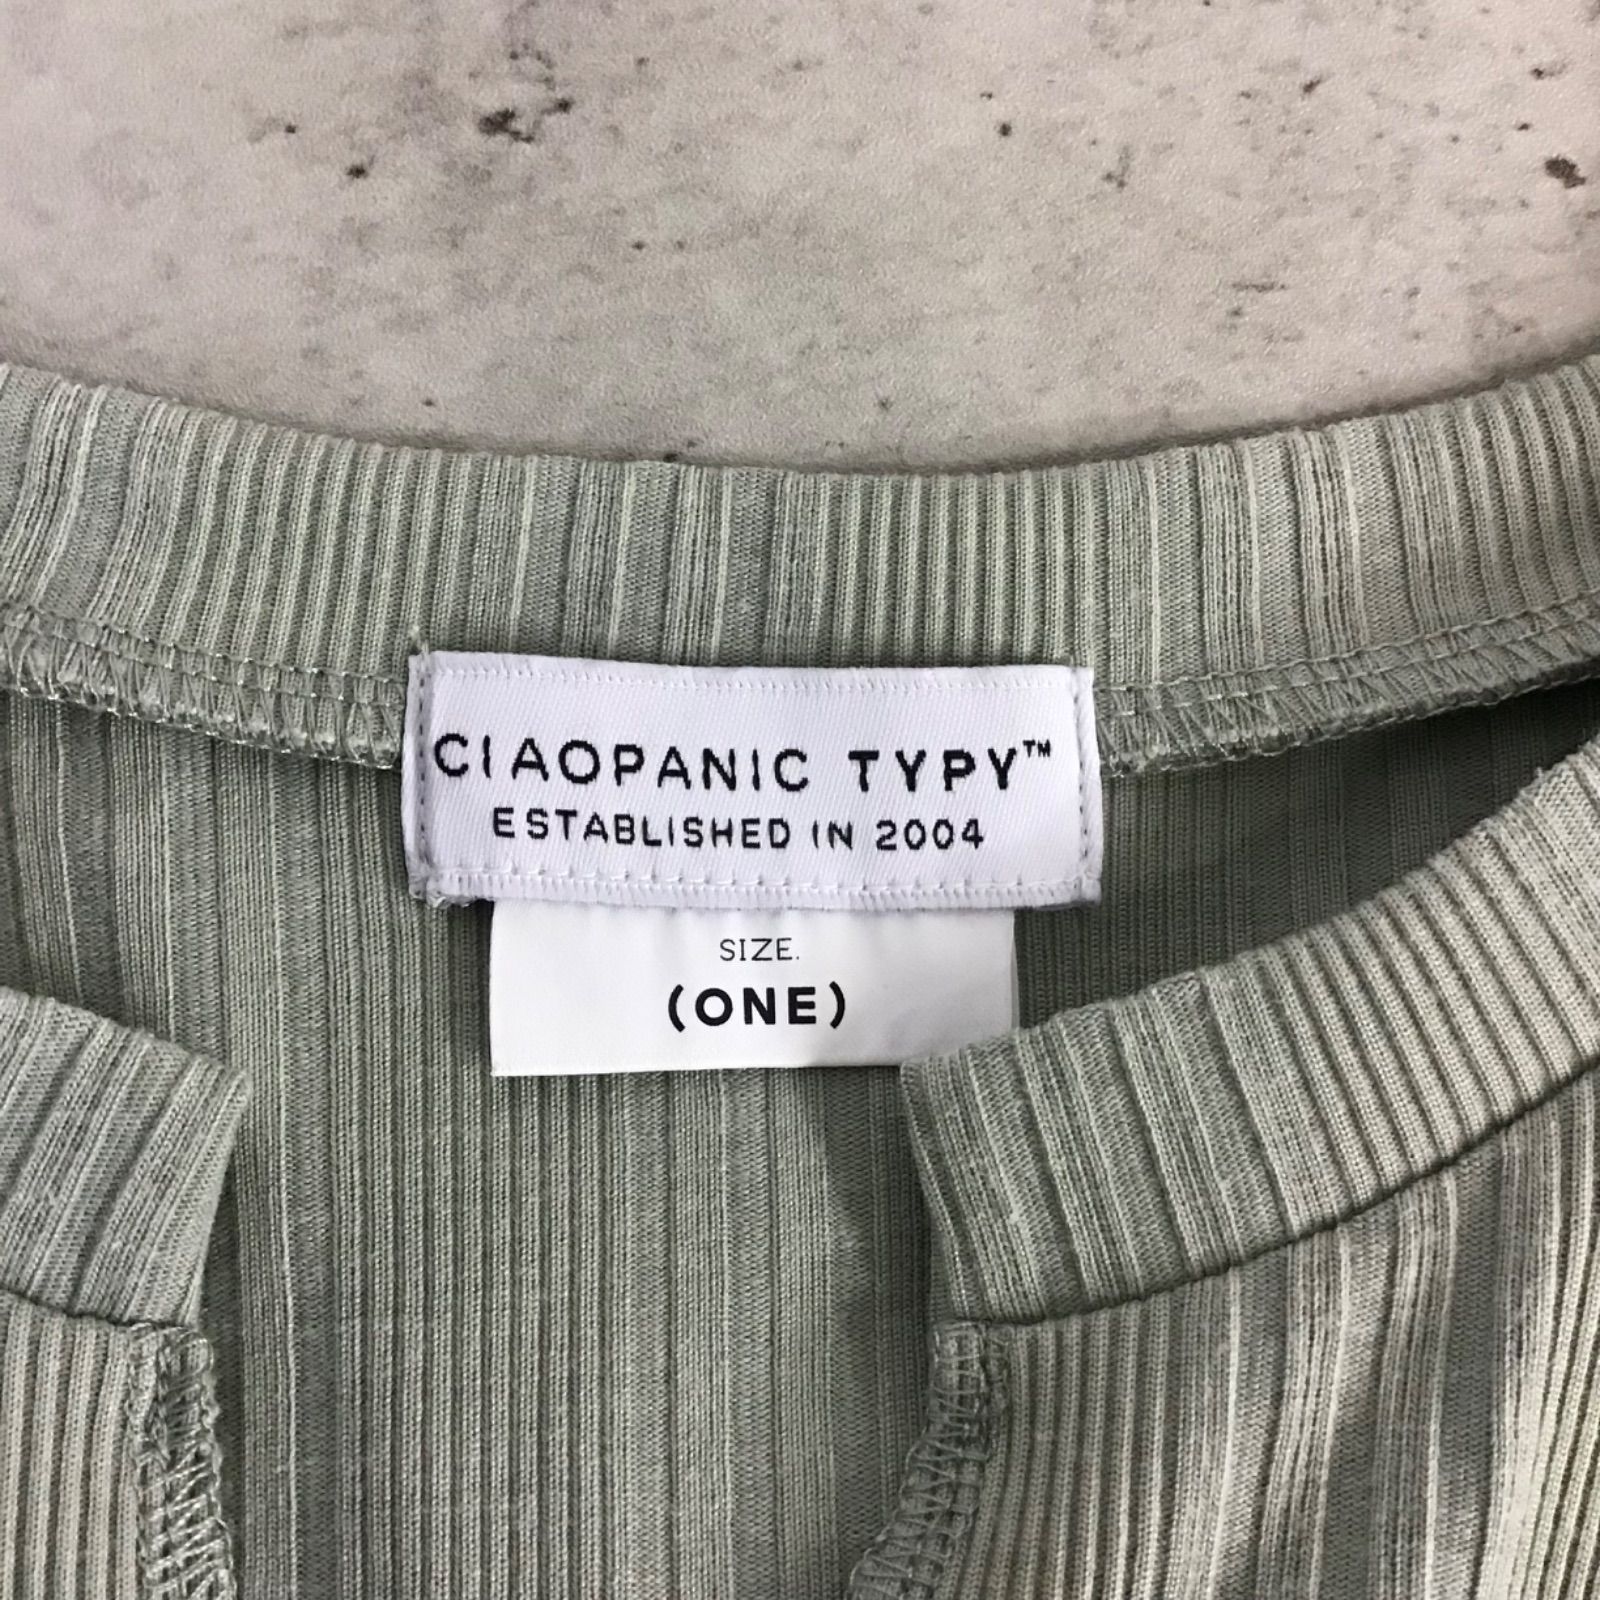 CIAOPANIC TYPY™
ESTABLISHED IN 2004
SIZE.
(ONE)